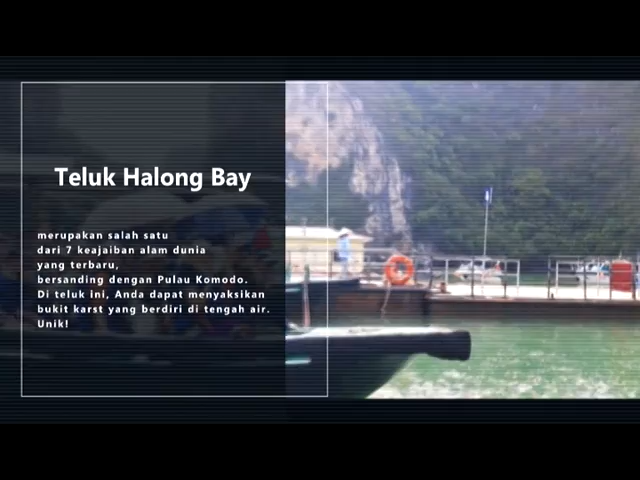 Teluk Halong Bay
merupakan salah satu
dari 7 keajaiban alam dunia
yang terbaru,
bersanding dengan Pulau Komodo.
Di teluk ini, Anda dapat menyaksikan
bukit karst yang berdiri di tengah air.
Unik!